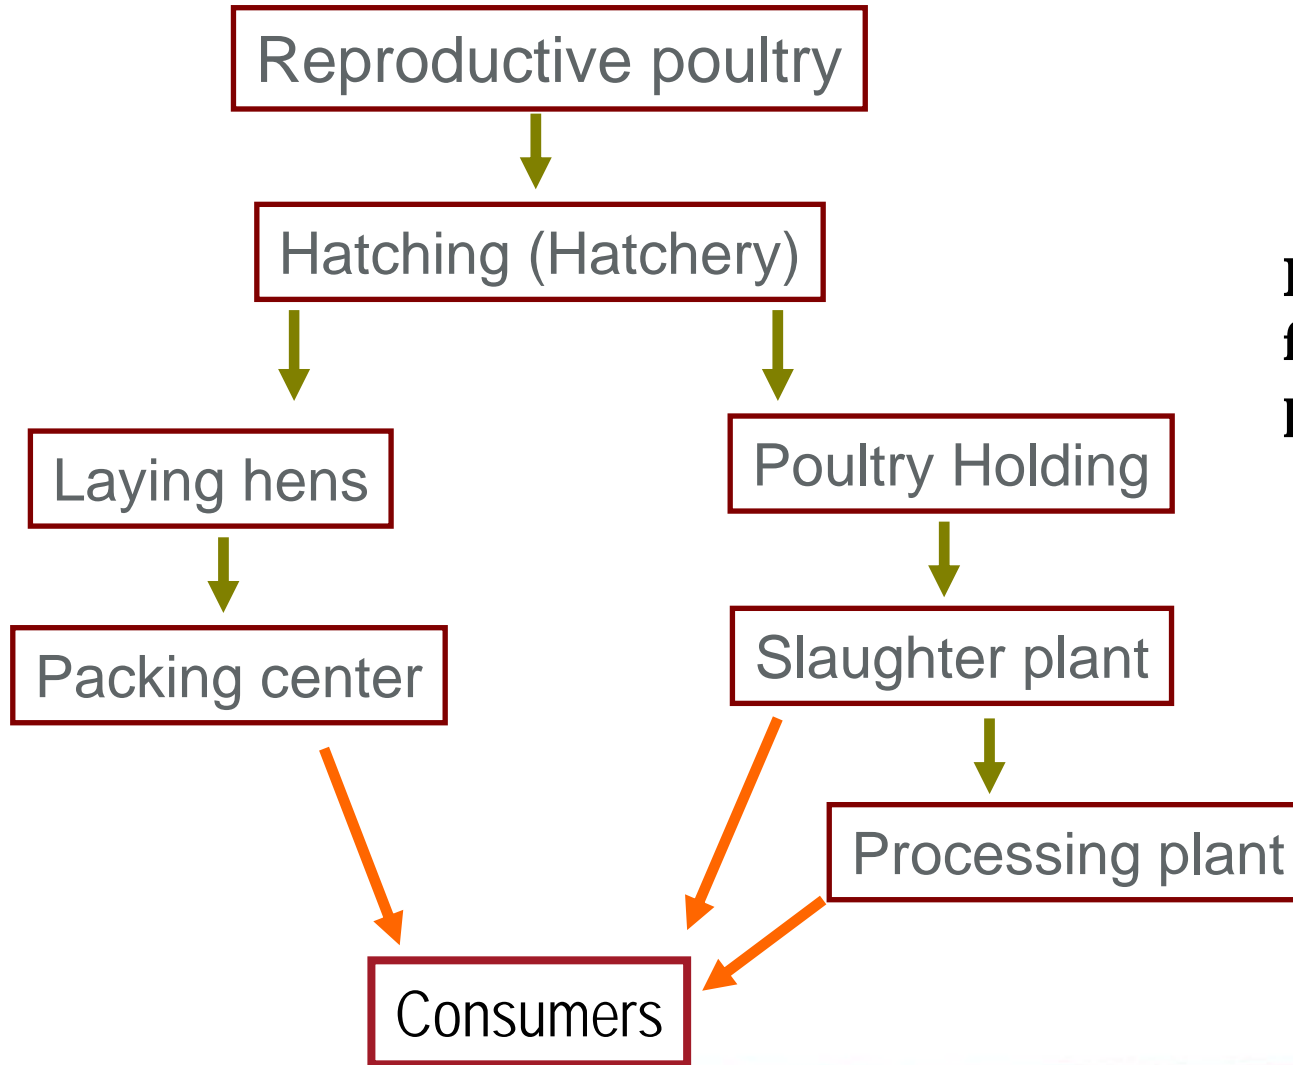 Reproductive poultry
Hatching (Hatchery)
Laying hens
Poultry Holding
Packing center
Slaughter plant
Processing plant
Consumers